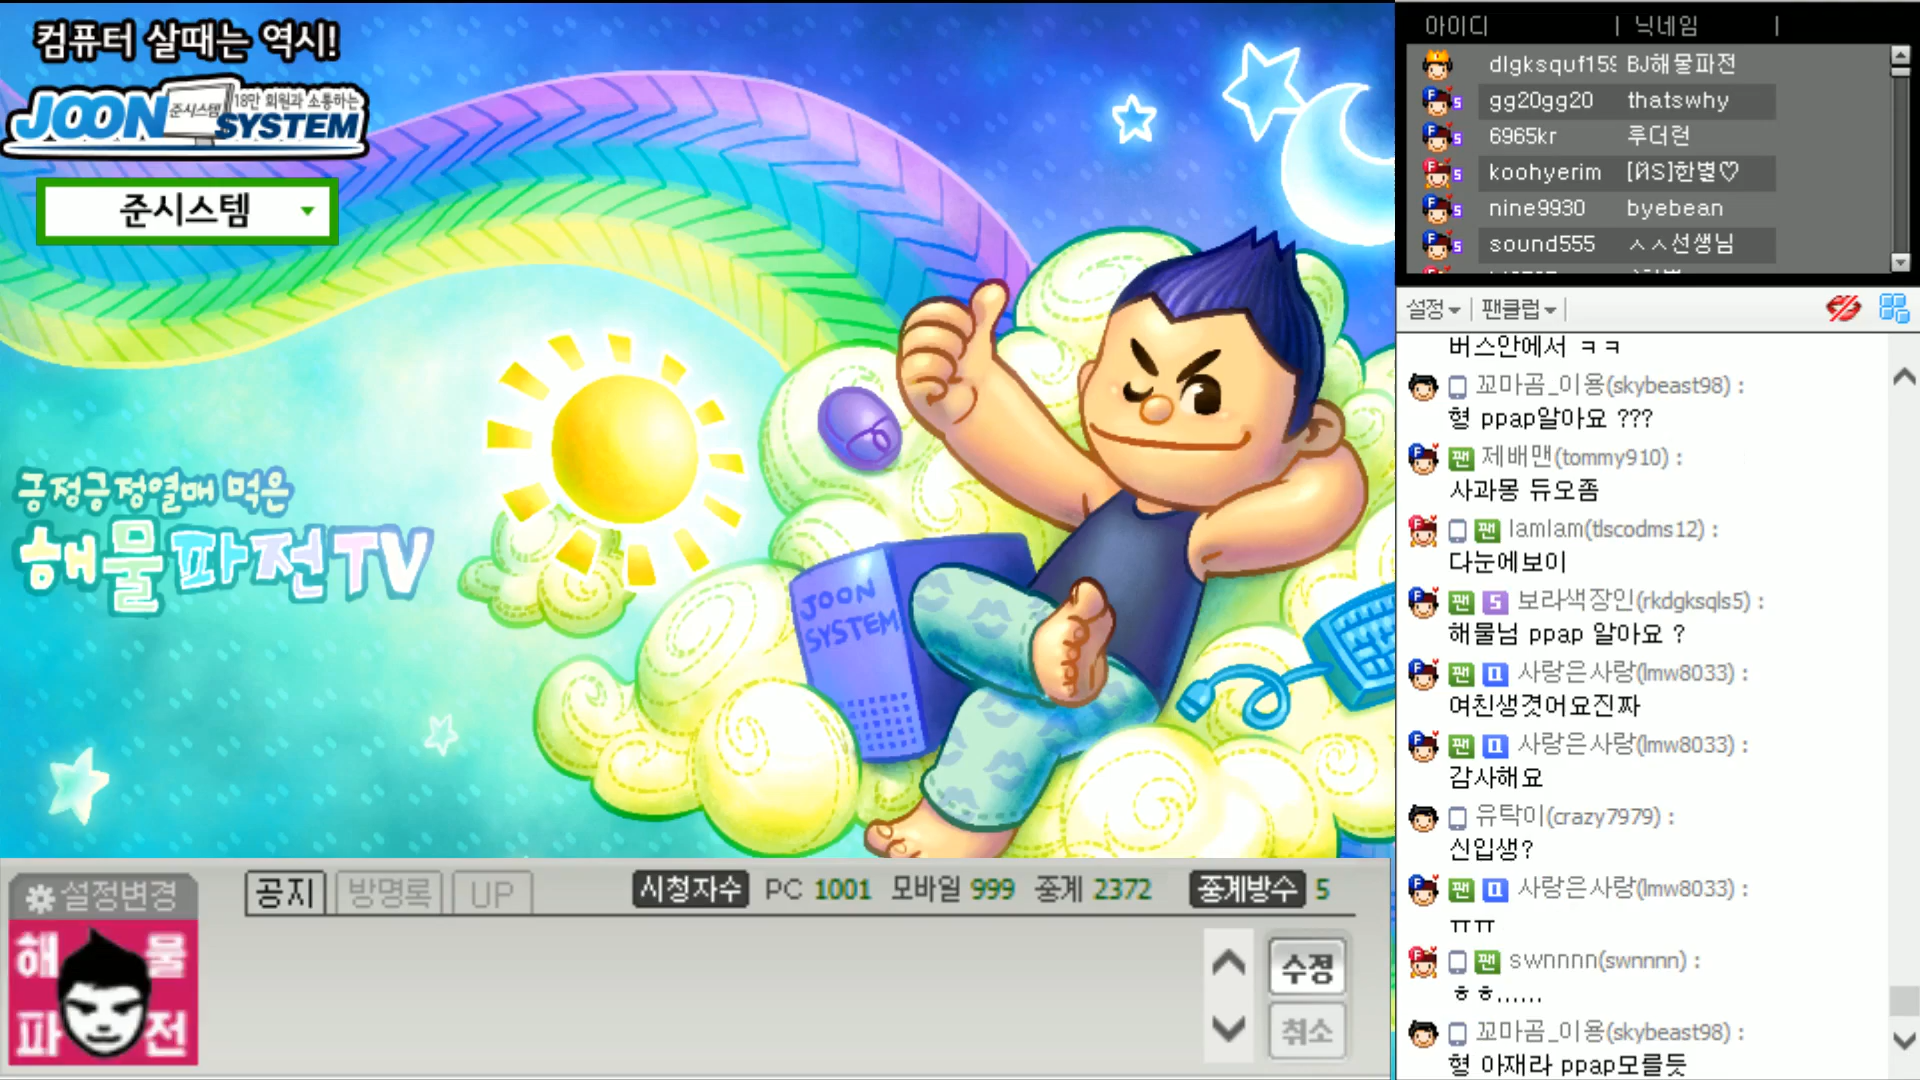 컴퓨터 살때는 역시!
JOON SYSTEM
준시스템
18만 회원과 소통하는
준시스템
긍정긍정열매 먹은
해물파전TV
JOON
SYSTEM
설정변경
해물
파전
공지 방명록 UP
시청자수 PC 1001 모바일 999 중계 2372 중계방수 5
수정
취소
아이디 | 닉네임 |
dlgksquf159 BJ해물파전
gg20gg20 thatswhy
6965kr 루더런
koohyerim [ИS]한별♡
nine9930 byebean
sound555 ㅅㅅ선생님
설정 팬클럽
버스안에서 ㅋㅋ
꼬마곰_이용(skybeast98) :
형 ppap알아요 ???
팬 제배맨(tommy910) :
사과몽 듀오좀
팬 lamlam(tlscodms12) :
다눈에보이
팬 S 보라색장인(rkdgksqls5) :
해물님 ppap 알아요 ?
팬 사랑은사랑(lmw8033) :
여친생겻어요진짜
팬 사랑은사랑(lmw8033) :
감사해요
유탁이(crazy7979) :
신입생?
팬 사랑은사랑(lmw8033) :
ㅠㅠ
팬 swnnnn(swnnnn) :
ㅎㅎ......
꼬마곰_이용(skybeast98) :
형 아재라 ppap모를듯